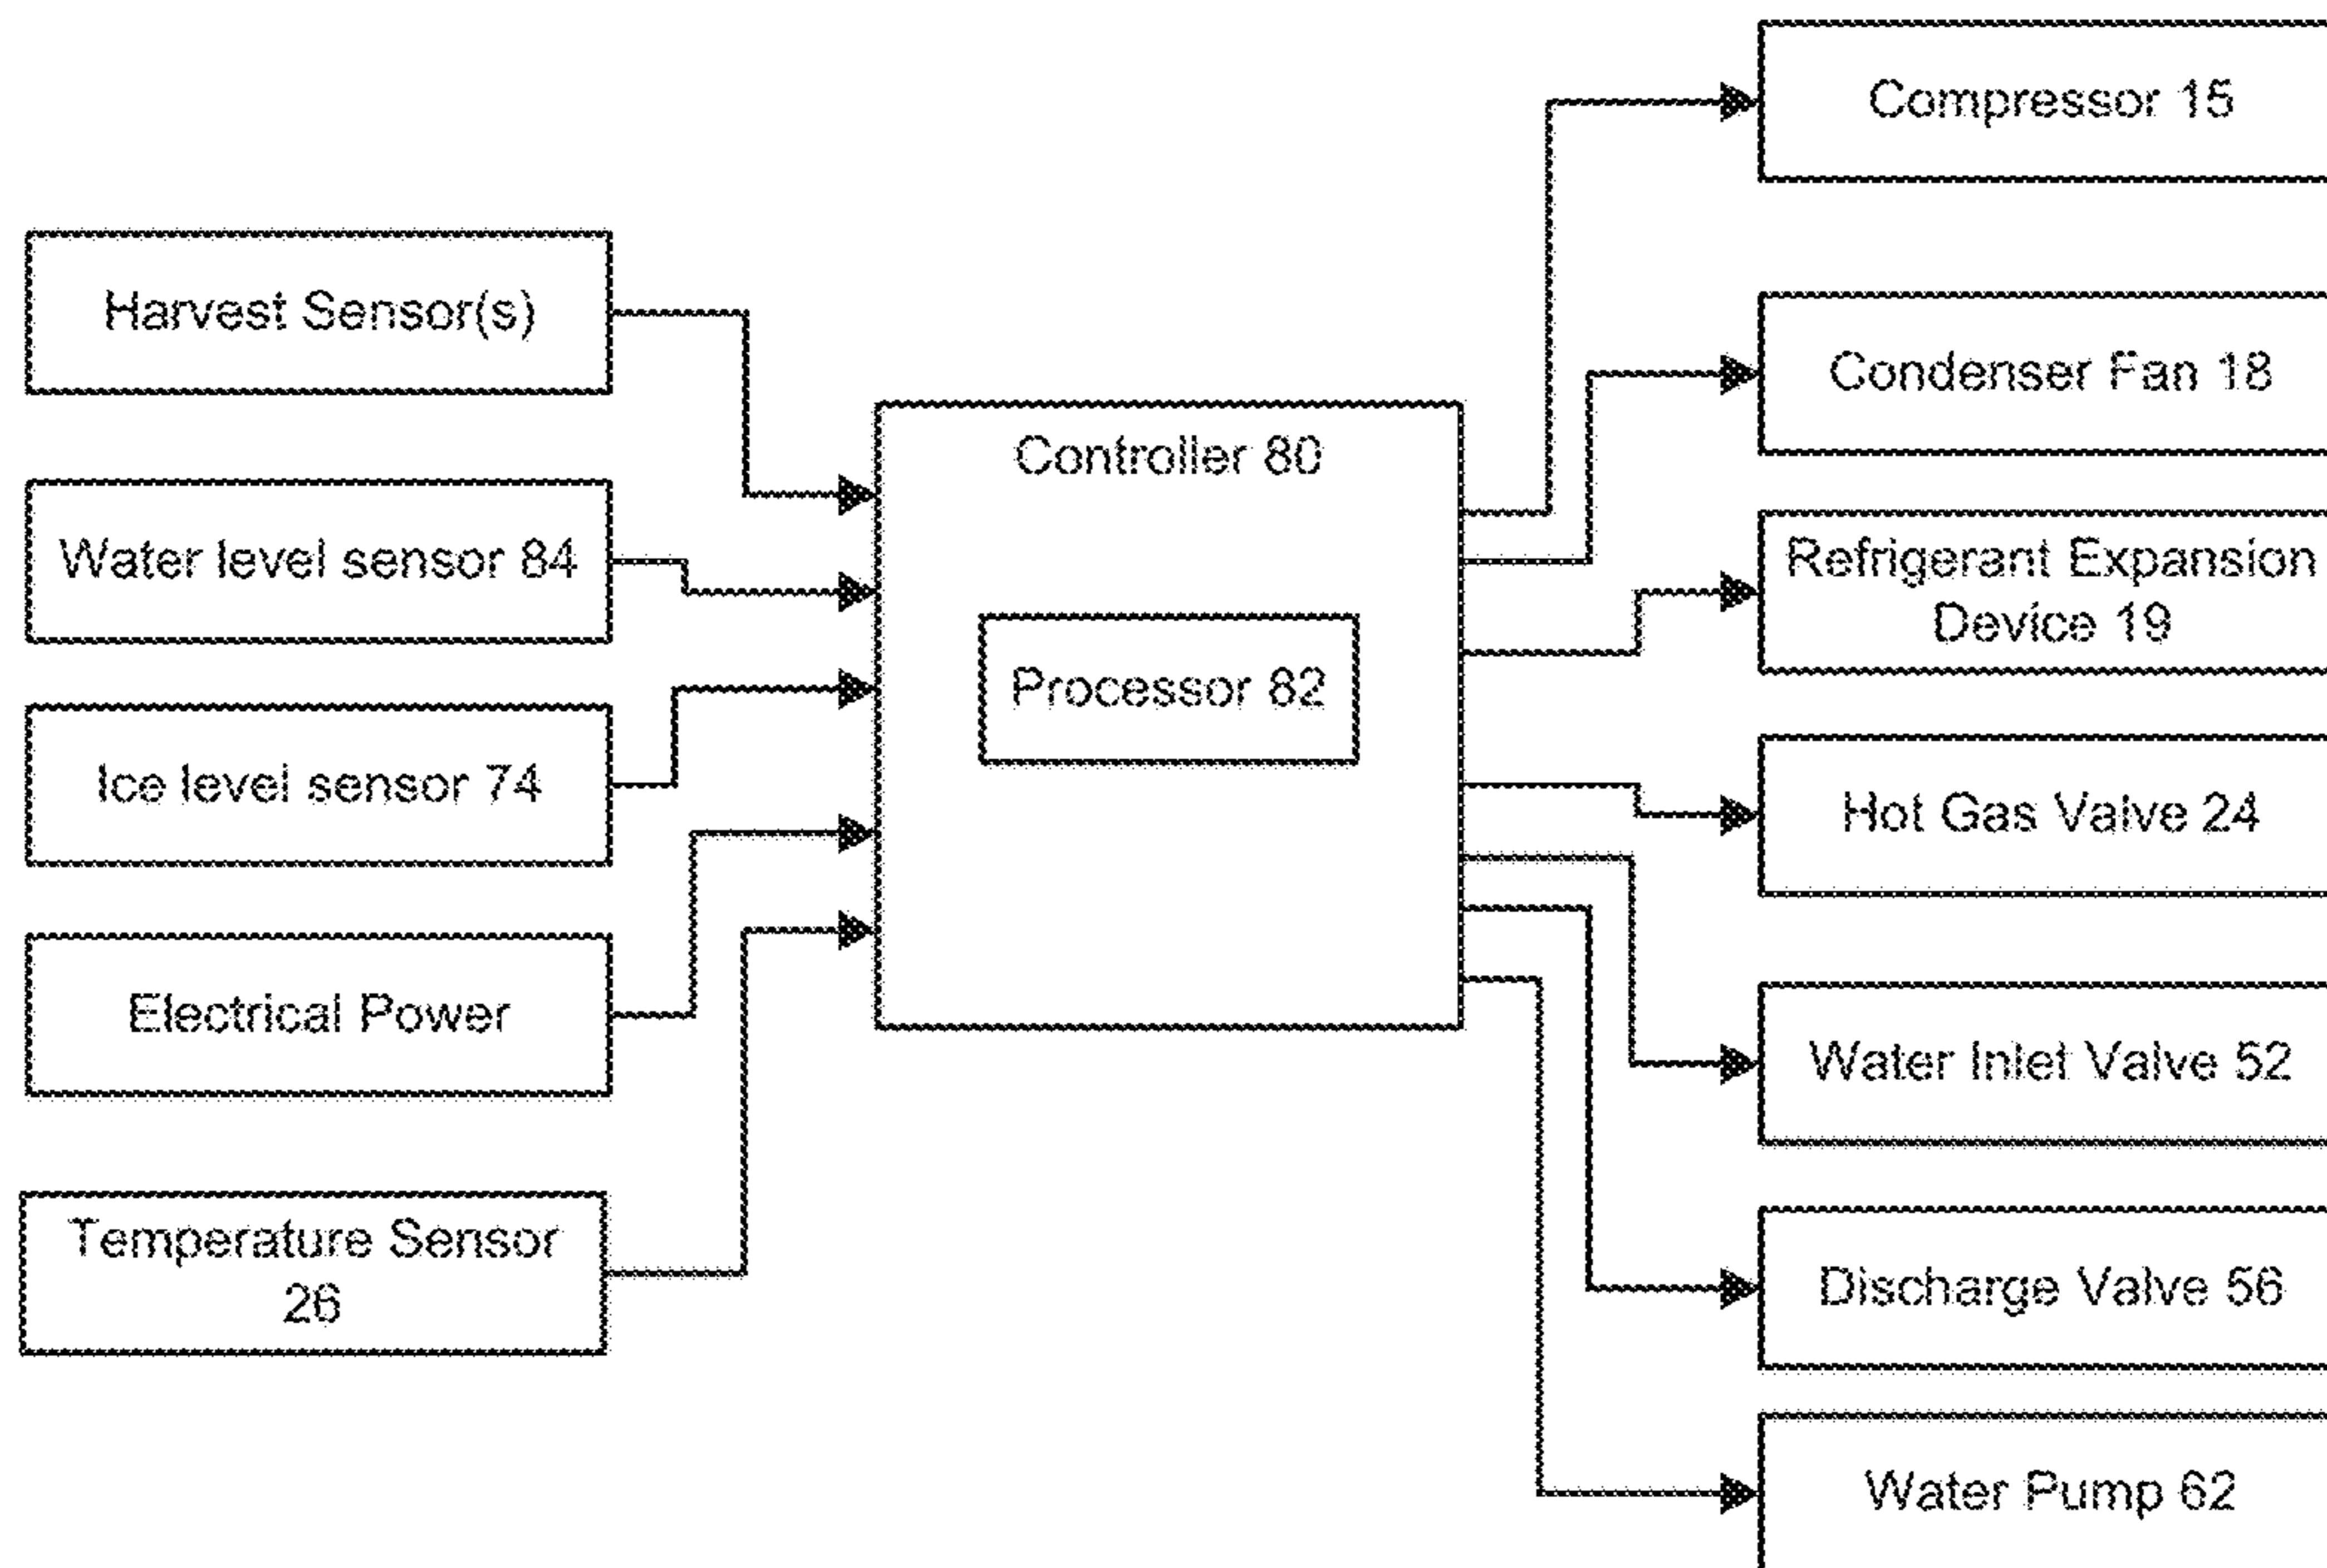 Harvest Sensor(s)
Water level sensor 84
Ice level sensor 74
Electrical Power
Temperature Sensor
26
Controller 80
Processor 82
Compressor 15
Condenser Fan 18
Refrigerant Expansion
Device 19
Hot Gas Valve 24
Water Inlet Valve 52
Discharge Valve 56
Water Pump 62